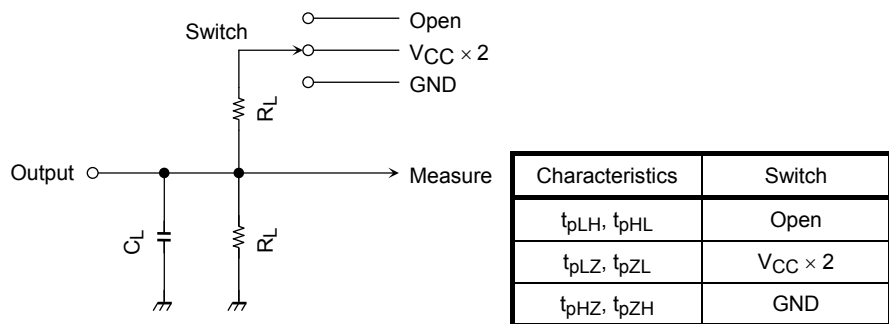 Open
Switch
VCC × 2
GND
RL
Output
Measure
CL
RL
Characteristics Switch
tpLH, tpHL Open
tpLZ, tpZL VCC × 2
tpHZ, tpZH GND